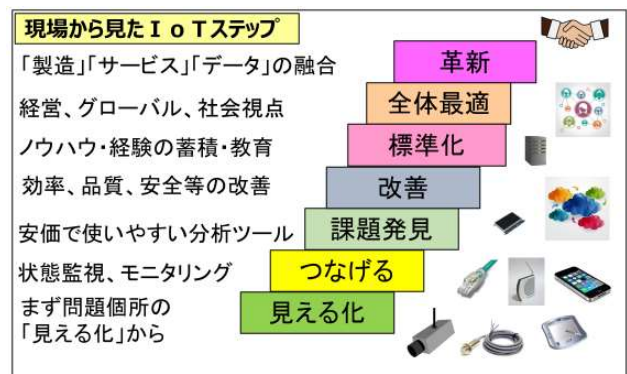 現場から見たＩｏＴステップ
「製造」「サービス」「データ」の融合
革新
経営、グローバル、社会視点
全体最適
ノウハウ・経験の蓄積・教育
標準化
効率、品質、安全等の改善
改善
安価で使いやすい分析ツール
課題発見
状態監視、モニタリング
つなげる
まず問題個所の
「見える化」から
見える化